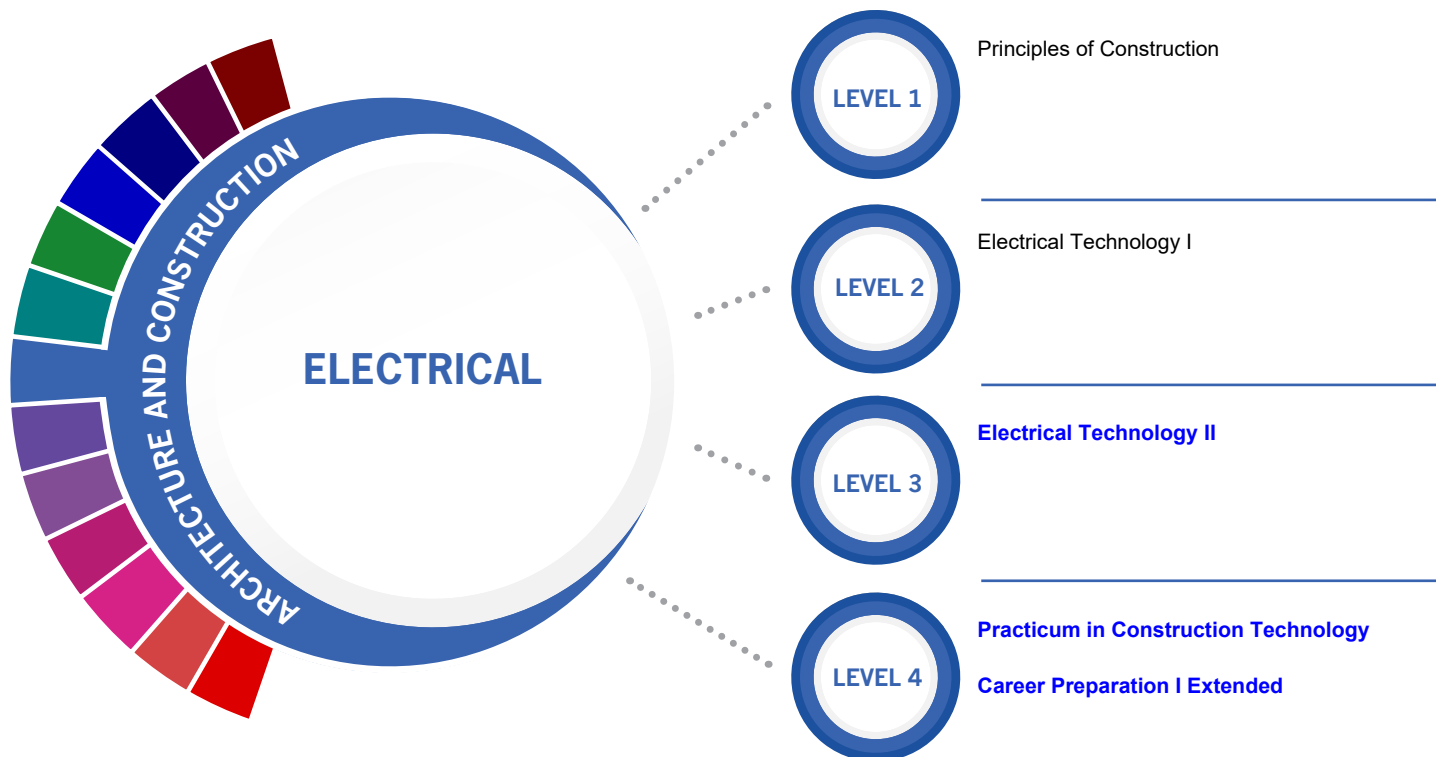 ARCHITECTURE AND CONSTRUCTION
ELECTRICAL
LEVEL 1
Principles of Construction
LEVEL 2
Electrical Technology I
LEVEL 3
Electrical Technology II
LEVEL 4
Practicum in Construction Technology
Career Preparation I Extended